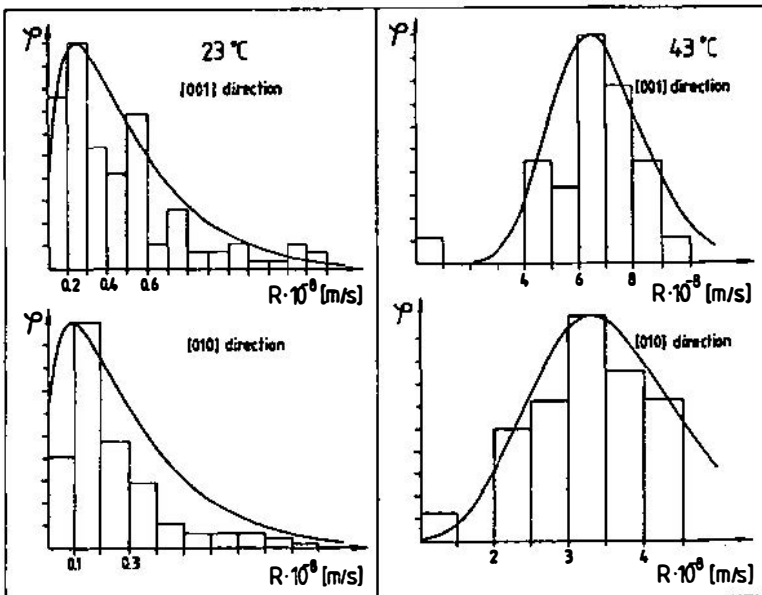 φ
23 °C
[001] direction
0.2 0.4 0.6
R·10⁻⁸ [m/s]
φ
43 °C
[001] direction
4 6 8
R·10⁻⁸ [m/s]
φ
[010] direction
0.1 0.3
R·10⁻⁸ [m/s]
φ
[010] direction
2 3 4
R·10⁻⁸ [m/s]